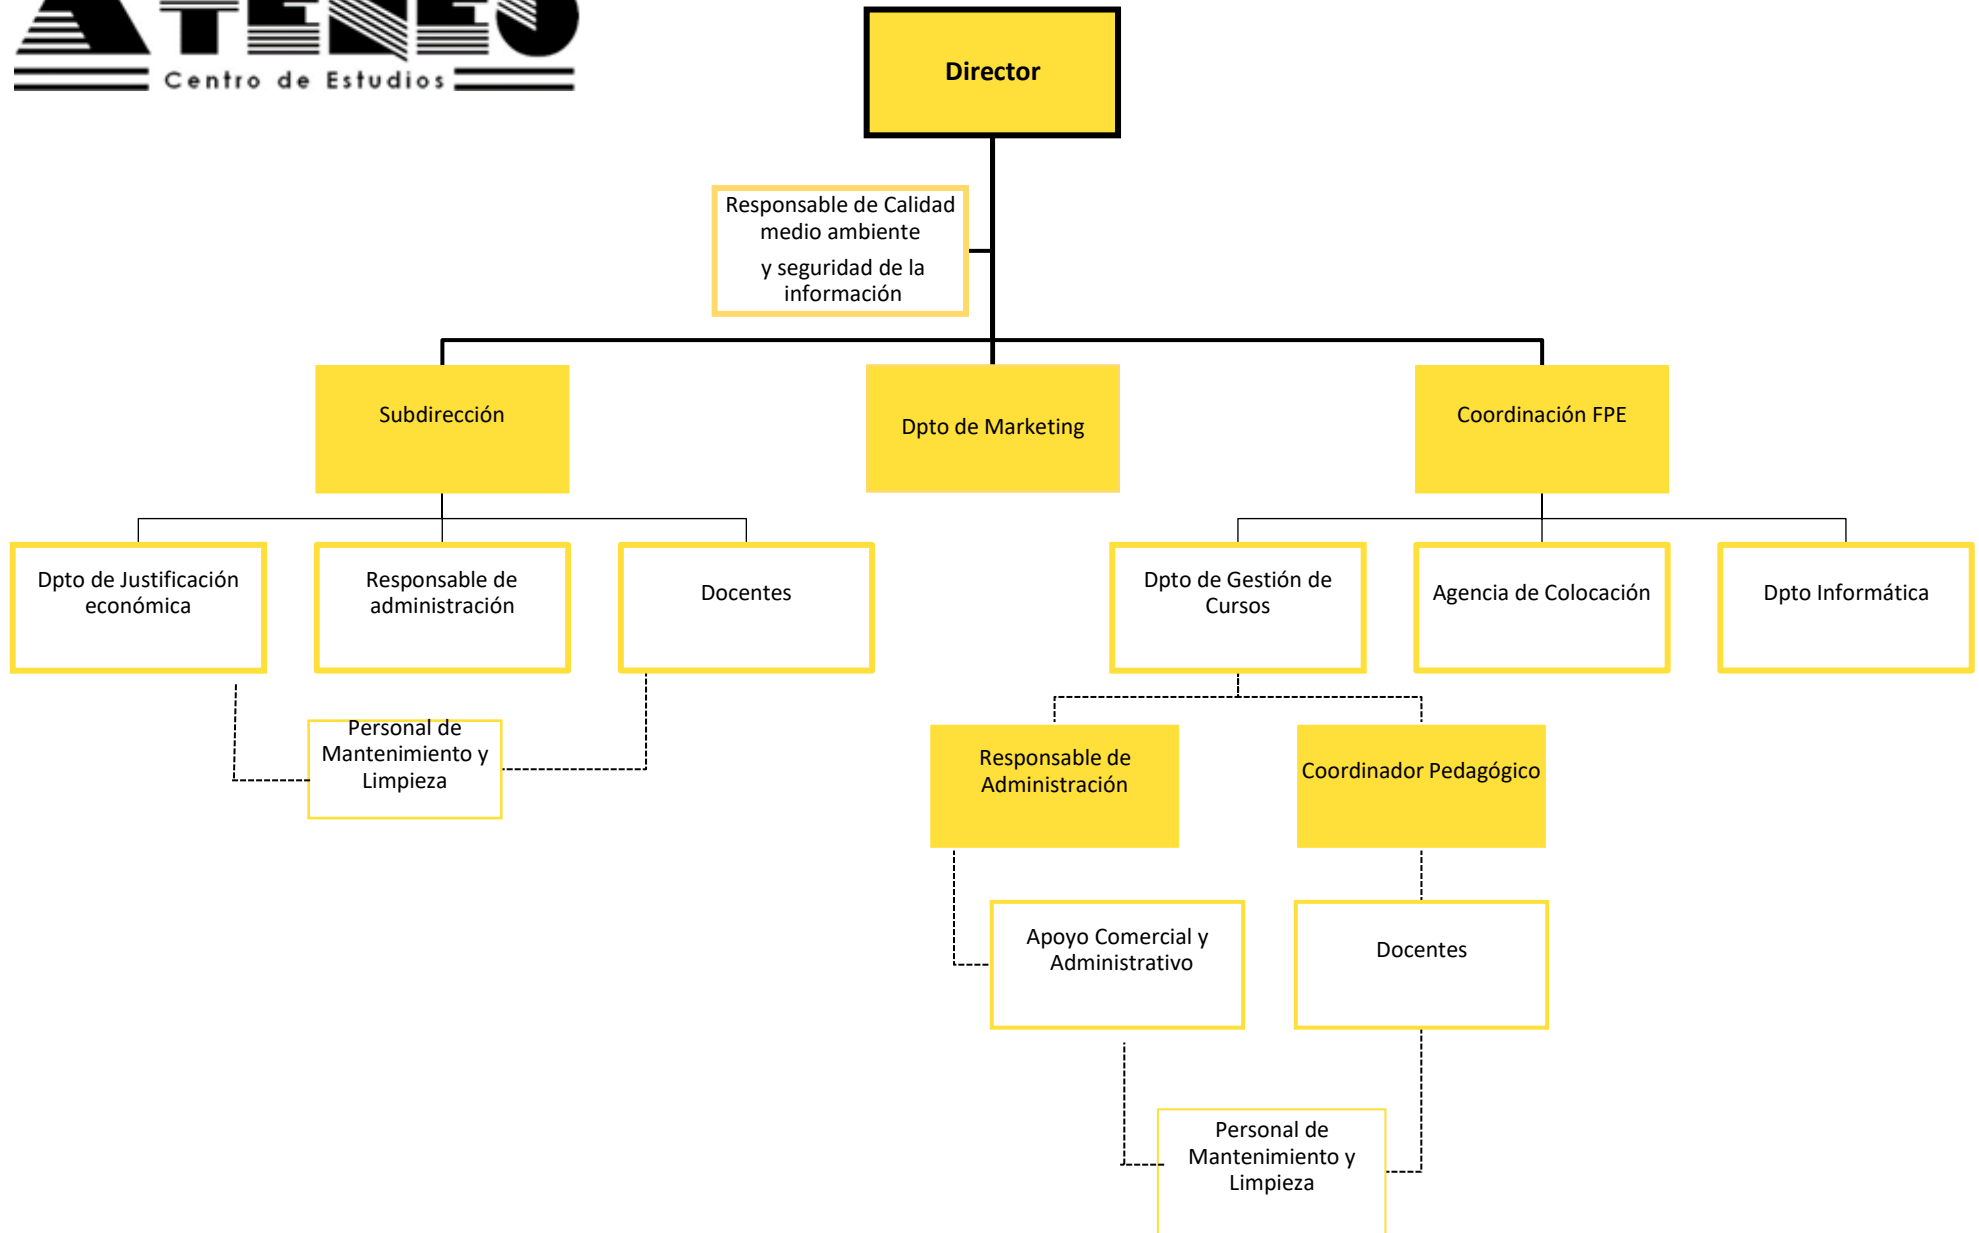 ATENEO
Centro de Estudios
Director
Responsable de Calidad
medio ambiente
y seguridad de la
información
Subdirección
Dpto de Marketing
Coordinación FPE
Dpto de Justificación
económica
Responsable de
administración
Docentes
Dpto de Gestión de
Cursos
Agencia de Colocación
Dpto Informática
Personal de
Mantenimiento y
Limpieza
Responsable de
Administración
Coordinador Pedagógico
Apoyo Comercial y
Administrativo
Docentes
Personal de
Mantenimiento y
Limpieza